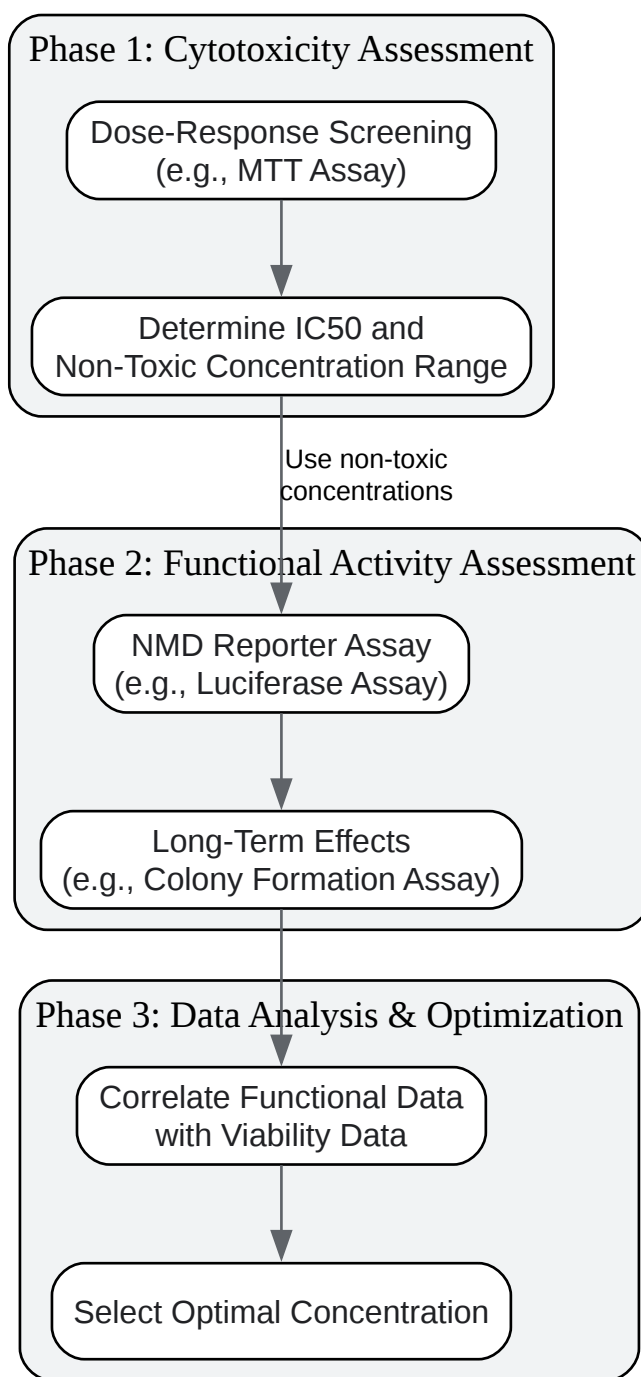 Phase 1: Cytotoxicity Assessment
Dose-Response Screening
(e.g., MTT Assay)
Determine IC50 and
Non-Toxic Concentration Range
Use non-toxic
concentrations
Phase 2: Functional Activity Assessment
NMD Reporter Assay
(e.g., Luciferase Assay)
Long-Term Effects
(e.g., Colony Formation Assay)
Phase 3: Data Analysis & Optimization
Correlate Functional Data
with Viability Data
Select Optimal Concentration